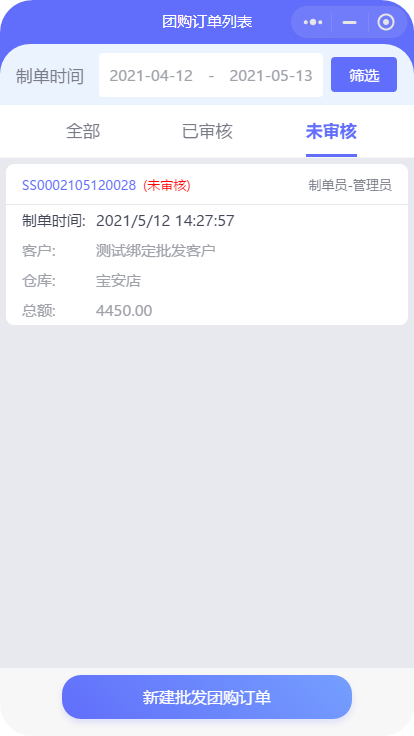 团购订单列表
制单时间 2021-04-12 - 2021-05-13 筛选
全部 已审核 未审核
SS0002105120028 (未审核) 制单员-管理员
制单时间: 2021/5/12 14:27:57
客户: 测试绑定批发客户
仓库: 宝安店
总额: 4450.00
新建批发团购订单